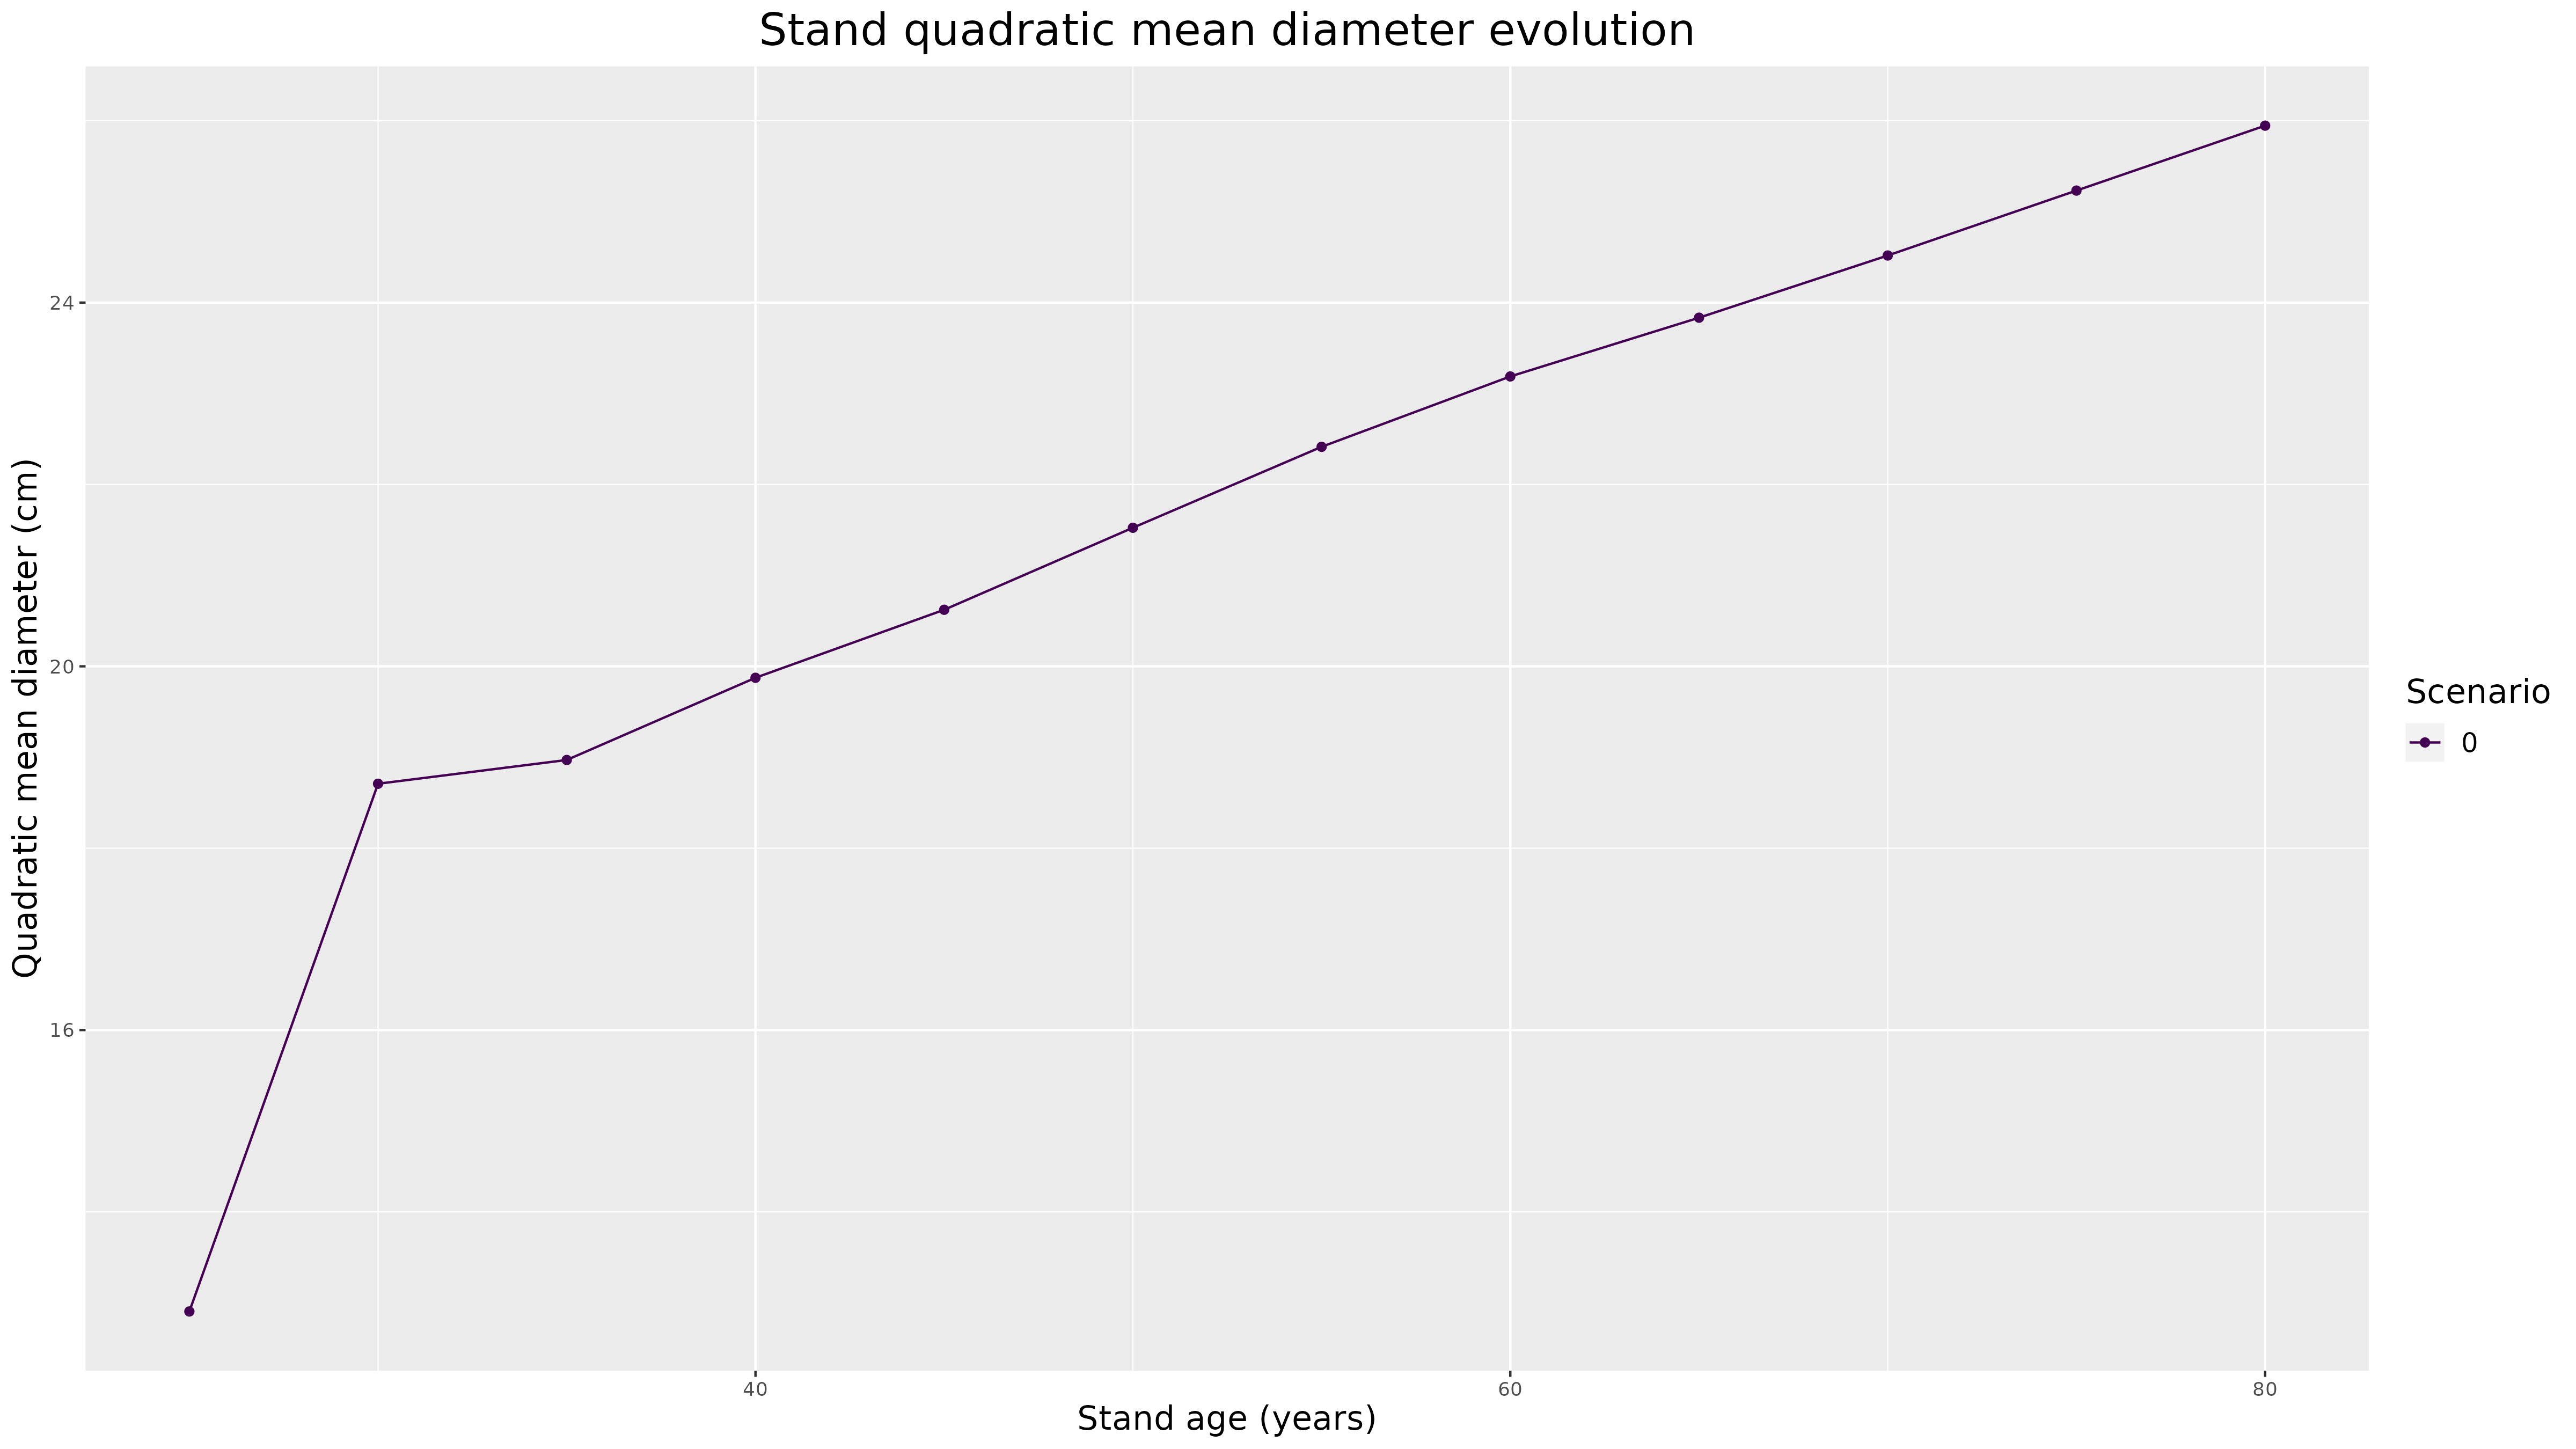 Stand quadratic mean diameter evolution
Quadratic mean diameter (cm)
24
20
16
40
60
80
Stand age (years)
Scenario
0